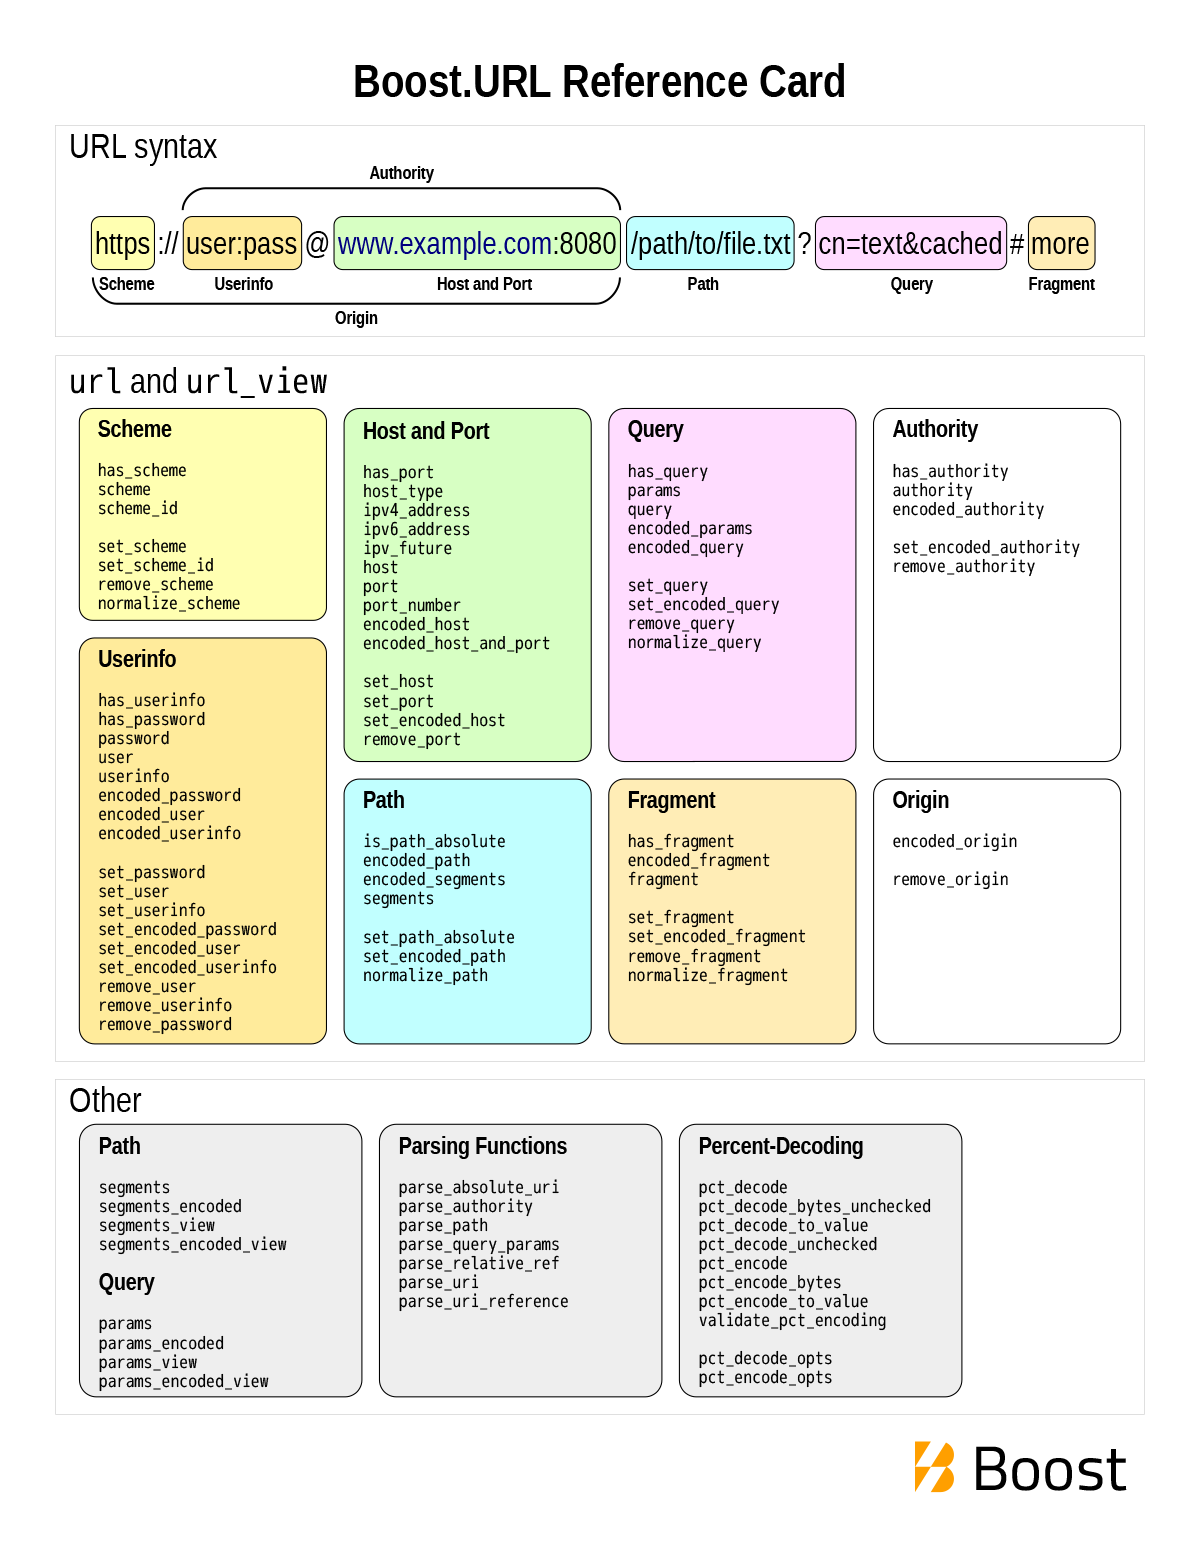 Boost.URL Reference Card
URL syntax
Authority
https :// user:pass @ www.example.com:8080 /path/to/file.txt ? cn=text&cached # more
Scheme Userinfo Host and Port Path Query Fragment
Origin
url and url_view
Scheme
has_scheme
scheme
scheme_id
set_scheme
set_scheme_id
remove_scheme
normalize_scheme
Userinfo
has_userinfo
has_password
password
user
userinfo
encoded_password
encoded_user
encoded_userinfo
set_password
set_user
set_userinfo
set_encoded_password
set_encoded_user
set_encoded_userinfo
remove_user
remove_userinfo
remove_password
Host and Port
has_port
host_type
ipv4_address
ipv6_address
ipv_future
host
port
port_number
encoded_host
encoded_host_and_port
set_host
set_port
set_encoded_host
remove_port
Path
is_path_absolute
encoded_path
encoded_segments
segments
set_path_absolute
set_encoded_path
normalize_path
Query
has_query
params
query
encoded_params
encoded_query
set_query
set_encoded_query
remove_query
normalize_query
Fragment
has_fragment
encoded_fragment
fragment
set_fragment
set_encoded_fragment
remove_fragment
normalize_fragment
Authority
has_authority
authority
encoded_authority
set_encoded_authority
remove_authority
Origin
encoded_origin
remove_origin
Other
Path
segments
segments_encoded
segments_view
segments_encoded_view
Query
params
params_encoded
params_view
params_encoded_view
Parsing Functions
parse_absolute_uri
parse_authority
parse_path
parse_query_params
parse_relative_ref
parse_uri
parse_uri_reference
Percent-Decoding
pct_decode
pct_decode_bytes_unchecked
pct_decode_to_value
pct_decode_unchecked
pct_encode
pct_encode_bytes
pct_encode_to_value
validate_pct_encoding
pct_decode_opts
pct_encode_opts
Boost